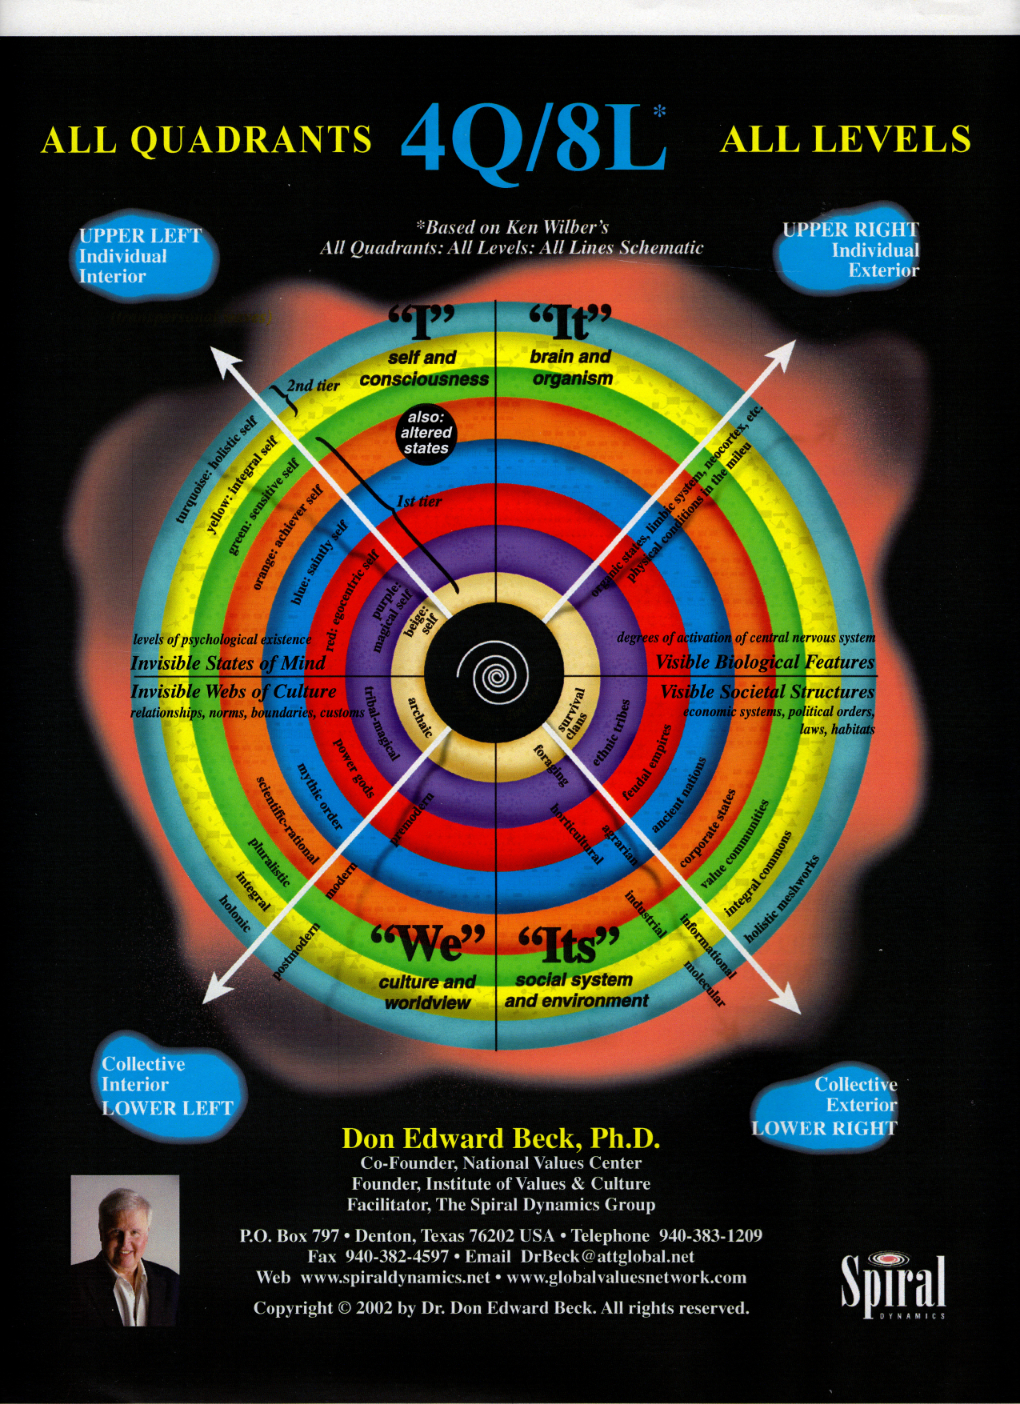 ALL QUADRANTS 4Q/8L* ALL LEVELS
*Based on Ken Wilber's
All Quadrants: All Levels: All Lines Schematic
UPPER LEFT
Individual
Interior
UPPER RIGHT
Individual
Exterior
"I"
self and
consciousness
"It"
brain and
organism
also:
altered
states
2nd tier
1st tier
turquoise: holistic self
yellow: integral self
green: sensitive self
orange: achiever self
blue: saintly self
red: egocentric self
purple:
magical self
beige:
self
organic states, limbic system, neocortex, etc.
physical conditions in the mileu
levels of psychological existence
Invisible States of Mind
degrees of activation of central nervous system
Visible Biological Features
Invisible Webs of Culture
relationships, norms, boundaries, customs
Visible Societal Structures
economic systems, political orders,
laws, habitats
archaic
tribal-magical
power gods
mythic order
scientific-rational
pluralistic
integral
holonic
premodern
modern
postmodern
survival
clans
ethnic tribes
feudal empires
ancient nations
corporate states
value communities
integral commons
holistic meshworks
foraging
horticultural
agrarian
industrial
informational
molecular
"We"
culture and
worldview
"Its"
social system
and environment
Collective
Interior
LOWER LEFT
Collective
Exterior
LOWER RIGHT
Don Edward Beck, Ph.D.
Co-Founder, National Values Center
Founder, Institute of Values & Culture
Facilitator, The Spiral Dynamics Group
P.O. Box 797 • Denton, Texas 76202 USA • Telephone 940-383-1209
Fax 940-382-4597 • Email DrBeck@attglobal.net
Web www.spiraldynamics.net • www.globalvaluesnetwork.com
Copyright © 2002 by Dr. Don Edward Beck. All rights reserved.
Spiral
DYNAMICS